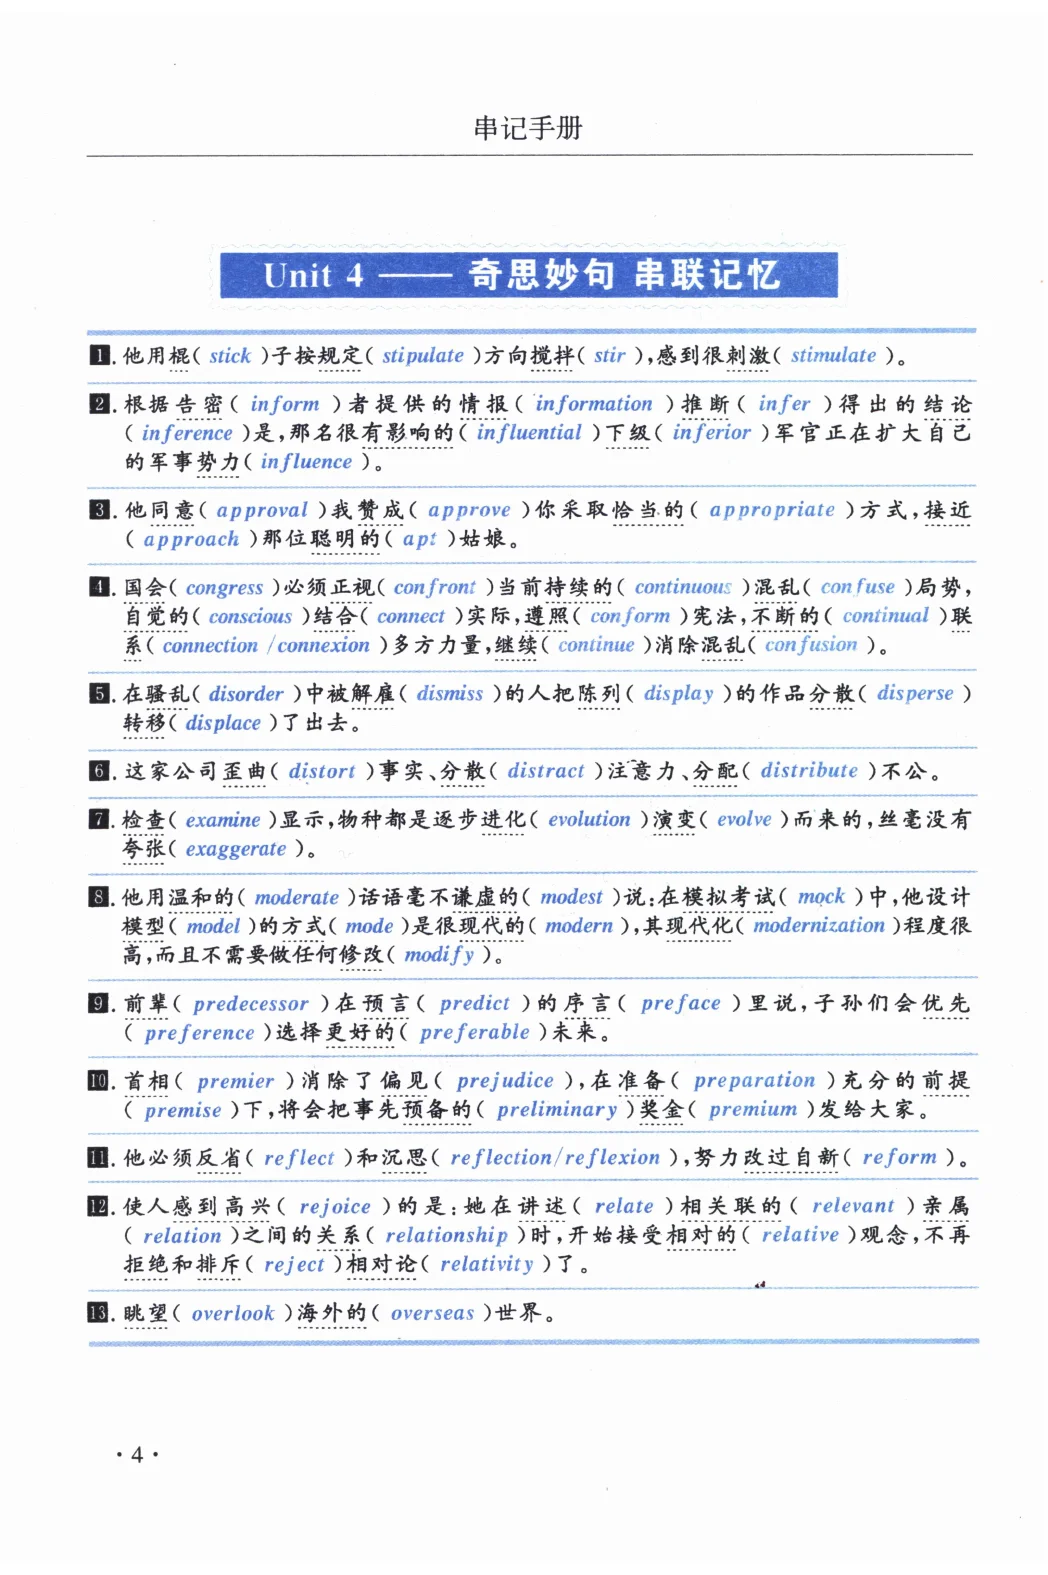 串记手册
Unit 4 —— 奇思妙句 串联记忆
1. 他用棍( stick )子按规定( stipulate )方向搅拌( stir ),感到很刺激( stimulate )。
2. 根据告密( inform )者提供的情报( information )推断( infer )得出的结论
( inference )是,那名很有影响的( influential )下级( inferior )军官正在扩大自己
的军事势力( influence )。
3. 他同意( approval )我赞成( approve )你采取恰当的( appropriate )方式,接近
( approach )那位聪明的( apt )姑娘。
4. 国会( congress )必须正视( confront )当前持续的( continuous )混乱( confuse )局势,
自觉的( conscious )结合( connect )实际,遵照( conform )宪法,不断的( continual )联
系( connection /connexion )多方力量,继续( continue )消除混乱( confusion )。
5. 在骚乱( disorder )中被解雇( dismiss )的人把陈列( display )的作品分散( disperse )
转移( displace )了出去。
6. 这家公司歪曲( distort )事实、分散( distract )注意力、分配( distribute )不公。
7. 检查( examine )显示,物种都是逐步进化( evolution )演变( evolve )而来的,丝毫没有
夸张( exaggerate )。
8. 他用温和的( moderate )话语毫不谦虚的( modest )说:在模拟考试( mock )中,他设计
模型( model )的方式( mode )是很现代的( modern ),其现代化( modernization )程度很
高,而且不需要做任何修改( modify )。
9. 前辈( predecessor )在预言( predict )的序言( preface )里说,子孙们会优先
( preference )选择更好的( preferable )未来。
10. 首相( premier )消除了偏见( prejudice ),在准备( preparation )充分的前提
( premise )下,将会把事先预备的( preliminary )奖金( premium )发给大家。
11. 他必须反省( reflect )和沉思( reflection/reflexion ),努力改过自新( reform )。
12. 使人感到高兴( rejoice )的是:她在讲述( relate )相关联的( relevant )亲属
( relation )之间的关系( relationship )时,开始接受相对的( relative )观念,不再
拒绝和排斥( reject )相对论( relativity )了。
13. 眺望( overlook )海外的( overseas )世界。
· 4 ·